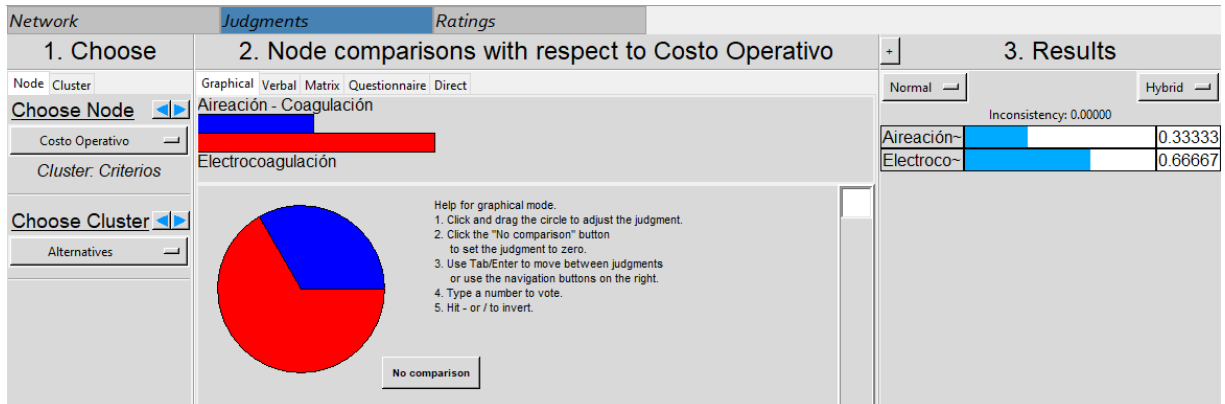 Network Judgments Ratings
1. Choose
2. Node comparisons with respect to Costo Operativo
+ 3. Results
Node Cluster
Choose Node
Costo Operativo
Cluster: Criterios
Choose Cluster
Alternatives
Graphical Verbal Matrix Questionnaire Direct
Aireación - Coagulación
Electrocoagulación
Help for graphical mode.
1. Click and drag the circle to adjust the judgment.
2. Click the "No comparison" button
to set the judgment to zero.
3. Use Tab/Enter to move between judgments
or use the navigation buttons on the right.
4. Type a number to vote.
5. Hit - or / to invert.
No comparison
Normal Hybrid
Inconsistency: 0.00000
Aireación~ 0.33333
Electroco~ 0.66667